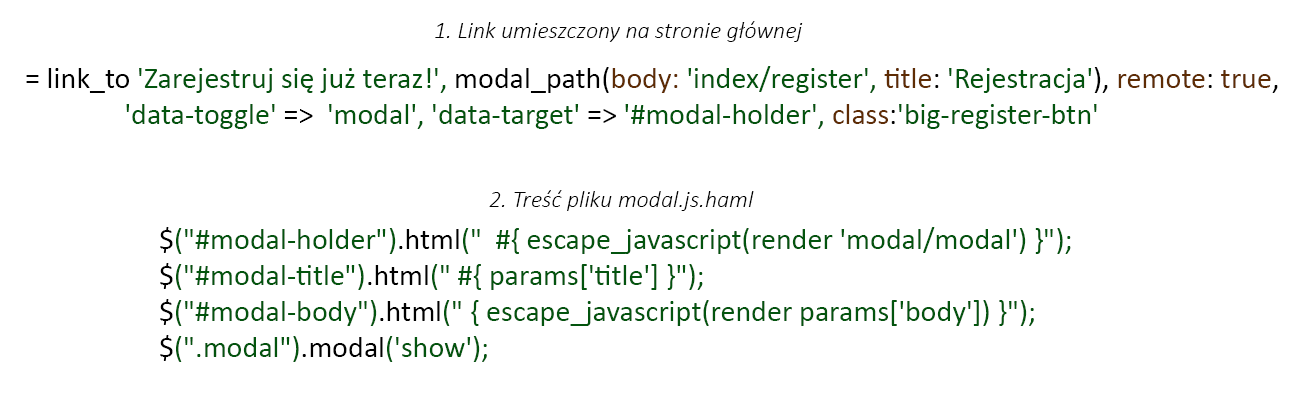 1. Link umieszczony na stronie głównej
= link_to 'Zarejestruj się już teraz!', modal_path(body: 'index/register', title: 'Rejestracja'), remote: true,
'data-toggle' => 'modal', 'data-target' => '#modal-holder', class:'big-register-btn'
2. Treść pliku modal.js.haml
$("#modal-holder").html("  #{ escape_javascript(render 'modal/modal') }");
$("#modal-title").html(" #{ params['title'] }");
$("#modal-body").html(" { escape_javascript(render params['body']) }");
$(".modal").modal('show');